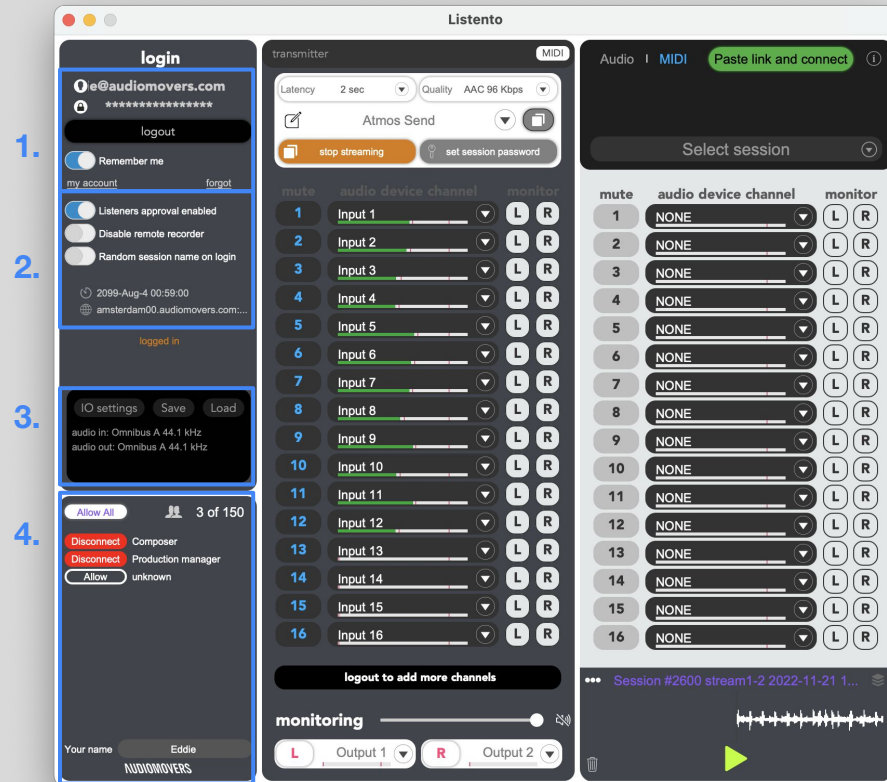 Listento
1.
2.
3.
4.
login
e@audiomovers.com
****************
logout
Remember me
my account forgot
Listeners approval enabled
Disable remote recorder
Random session name on login
2099-Aug-4 00:59:00
amsterdam00.audiomovers.com:...
logged in
IO settings Save Load
audio in: Omnibus A 44.1 kHz
audio out: Omnibus A 44.1 kHz
Allow All 3 of 150
Disconnect Composer
Disconnect Production manager
Allow unknown
Your name Eddie
AUDIOMOVERS
transmitter MIDI
Latency 2 sec Quality AAC 96 Kbps
Atmos Send
stop streaming set session password
mute audio device channel monitor
1 Input 1 L R
2 Input 2 L R
3 Input 3 L R
4 Input 4 L R
5 Input 5 L R
6 Input 6 L R
7 Input 7 L R
8 Input 8 L R
9 Input 9 L R
10 Input 10 L R
11 Input 11 L R
12 Input 12 L R
13 Input 13 L R
14 Input 14 L R
15 Input 15 L R
16 Input 16 L R
logout to add more channels
monitoring
L Output 1 R Output 2
Audio I MIDI Paste link and connect i
Select session
mute audio device channel monitor
1 NONE L R
2 NONE L R
3 NONE L R
4 NONE L R
5 NONE L R
6 NONE L R
7 NONE L R
8 NONE L R
9 NONE L R
10 NONE L R
11 NONE L R
12 NONE L R
13 NONE L R
14 NONE L R
15 NONE L R
16 NONE L R
Session #2600 stream1-2 2022-11-21 1...